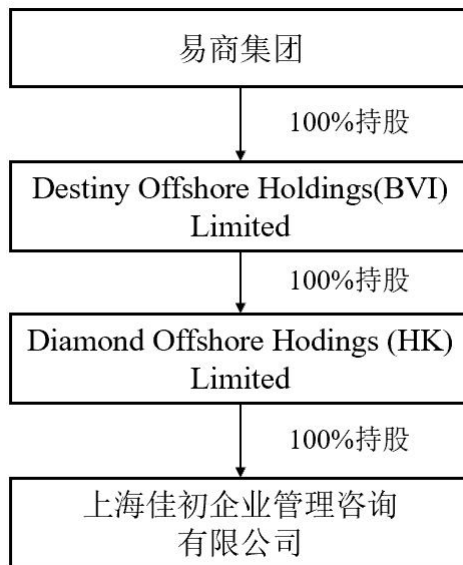 易商集团
100%持股
Destiny Offshore Holdings(BVI)
Limited
100%持股
Diamond Offshore Hodings (HK)
Limited
100%持股
上海佳初企业管理咨询
有限公司